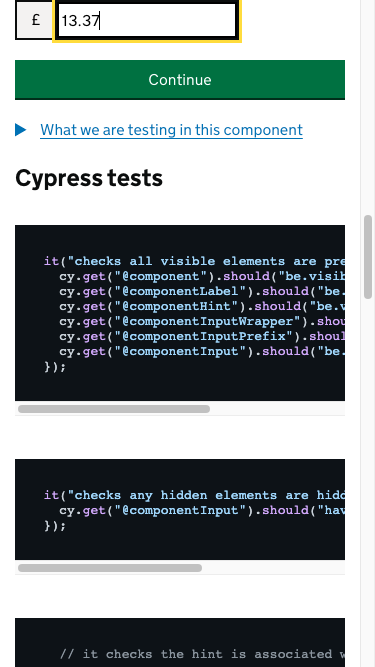 £ 13.37
Continue
What we are testing in this component
Cypress tests
it("checks all visible elements are pre
cy.get("@component").should("be.visib
cy.get("@componentLabel").should("be.
cy.get("@componentHint").should("be.v
cy.get("@componentInputWrapper").shou
cy.get("@componentInputPrefix").shoul
cy.get("@componentInput").should("be.
});
it("checks any hidden elements are hidd
cy.get("@componentInput").should("hav
});
// it checks the hint is associated w